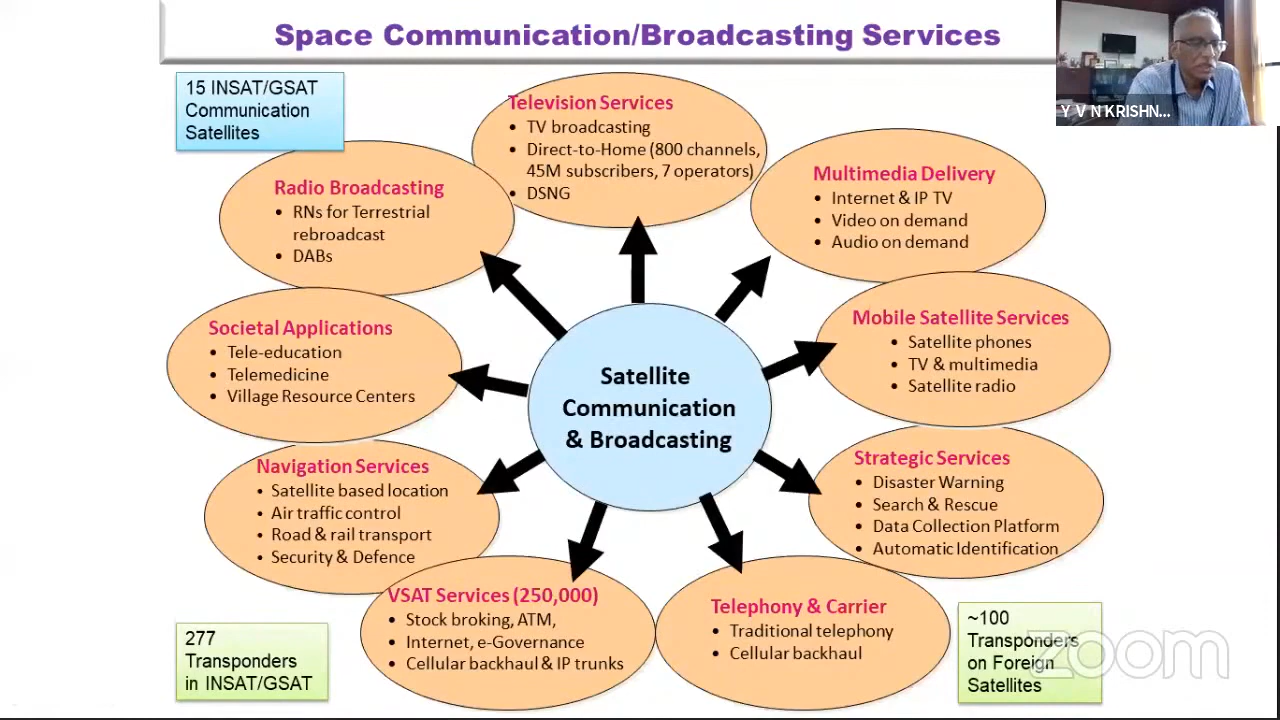 Space Communication/Broadcasting Services
Y V N KRISHN...
15 INSAT/GSAT
Communication
Satellites
Television Services
• TV broadcasting
• Direct-to-Home (800 channels,
45M subscribers, 7 operators)
• DSNG
Multimedia Delivery
• Internet & IP TV
• Video on demand
• Audio on demand
Radio Broadcasting
• RNs for Terrestrial
rebroadcast
• DABs
Mobile Satellite Services
• Satellite phones
• TV & multimedia
• Satellite radio
Societal Applications
• Tele-education
• Telemedicine
• Village Resource Centers
Satellite
Communication
& Broadcasting
Navigation Services
• Satellite based location
• Air traffic control
• Road & rail transport
• Security & Defence
Strategic Services
• Disaster Warning
• Search & Rescue
• Data Collection Platform
• Automatic Identification
VSAT Services (250,000)
• Stock broking, ATM,
• Internet, e-Governance
• Cellular backhaul & IP trunks
Telephony & Carrier
• Traditional telephony
• Cellular backhaul
277
Transponders
in INSAT/GSAT
~100
Transponders
on Foreign
Satellites
zoom